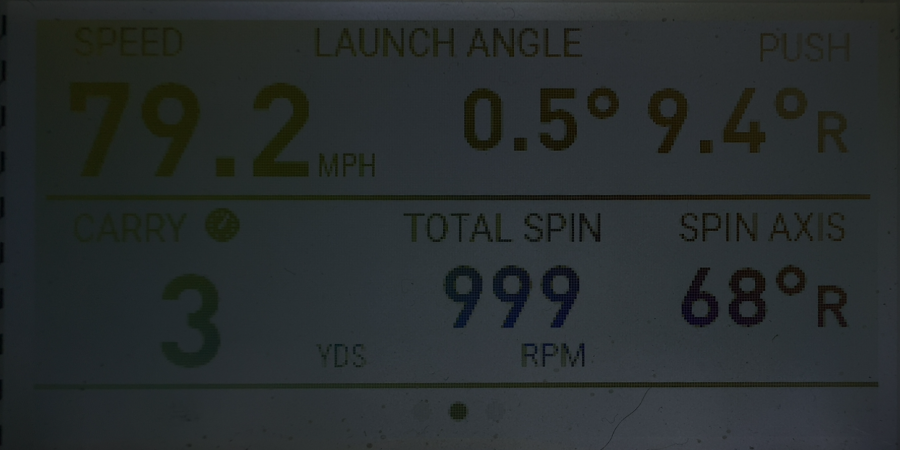 SPEED LAUNCH ANGLE PUSH
79.2 MPH 0.5° 9.4° R
CARRY TOTAL SPIN SPIN AXIS
3 YDS 999 RPM 68° R